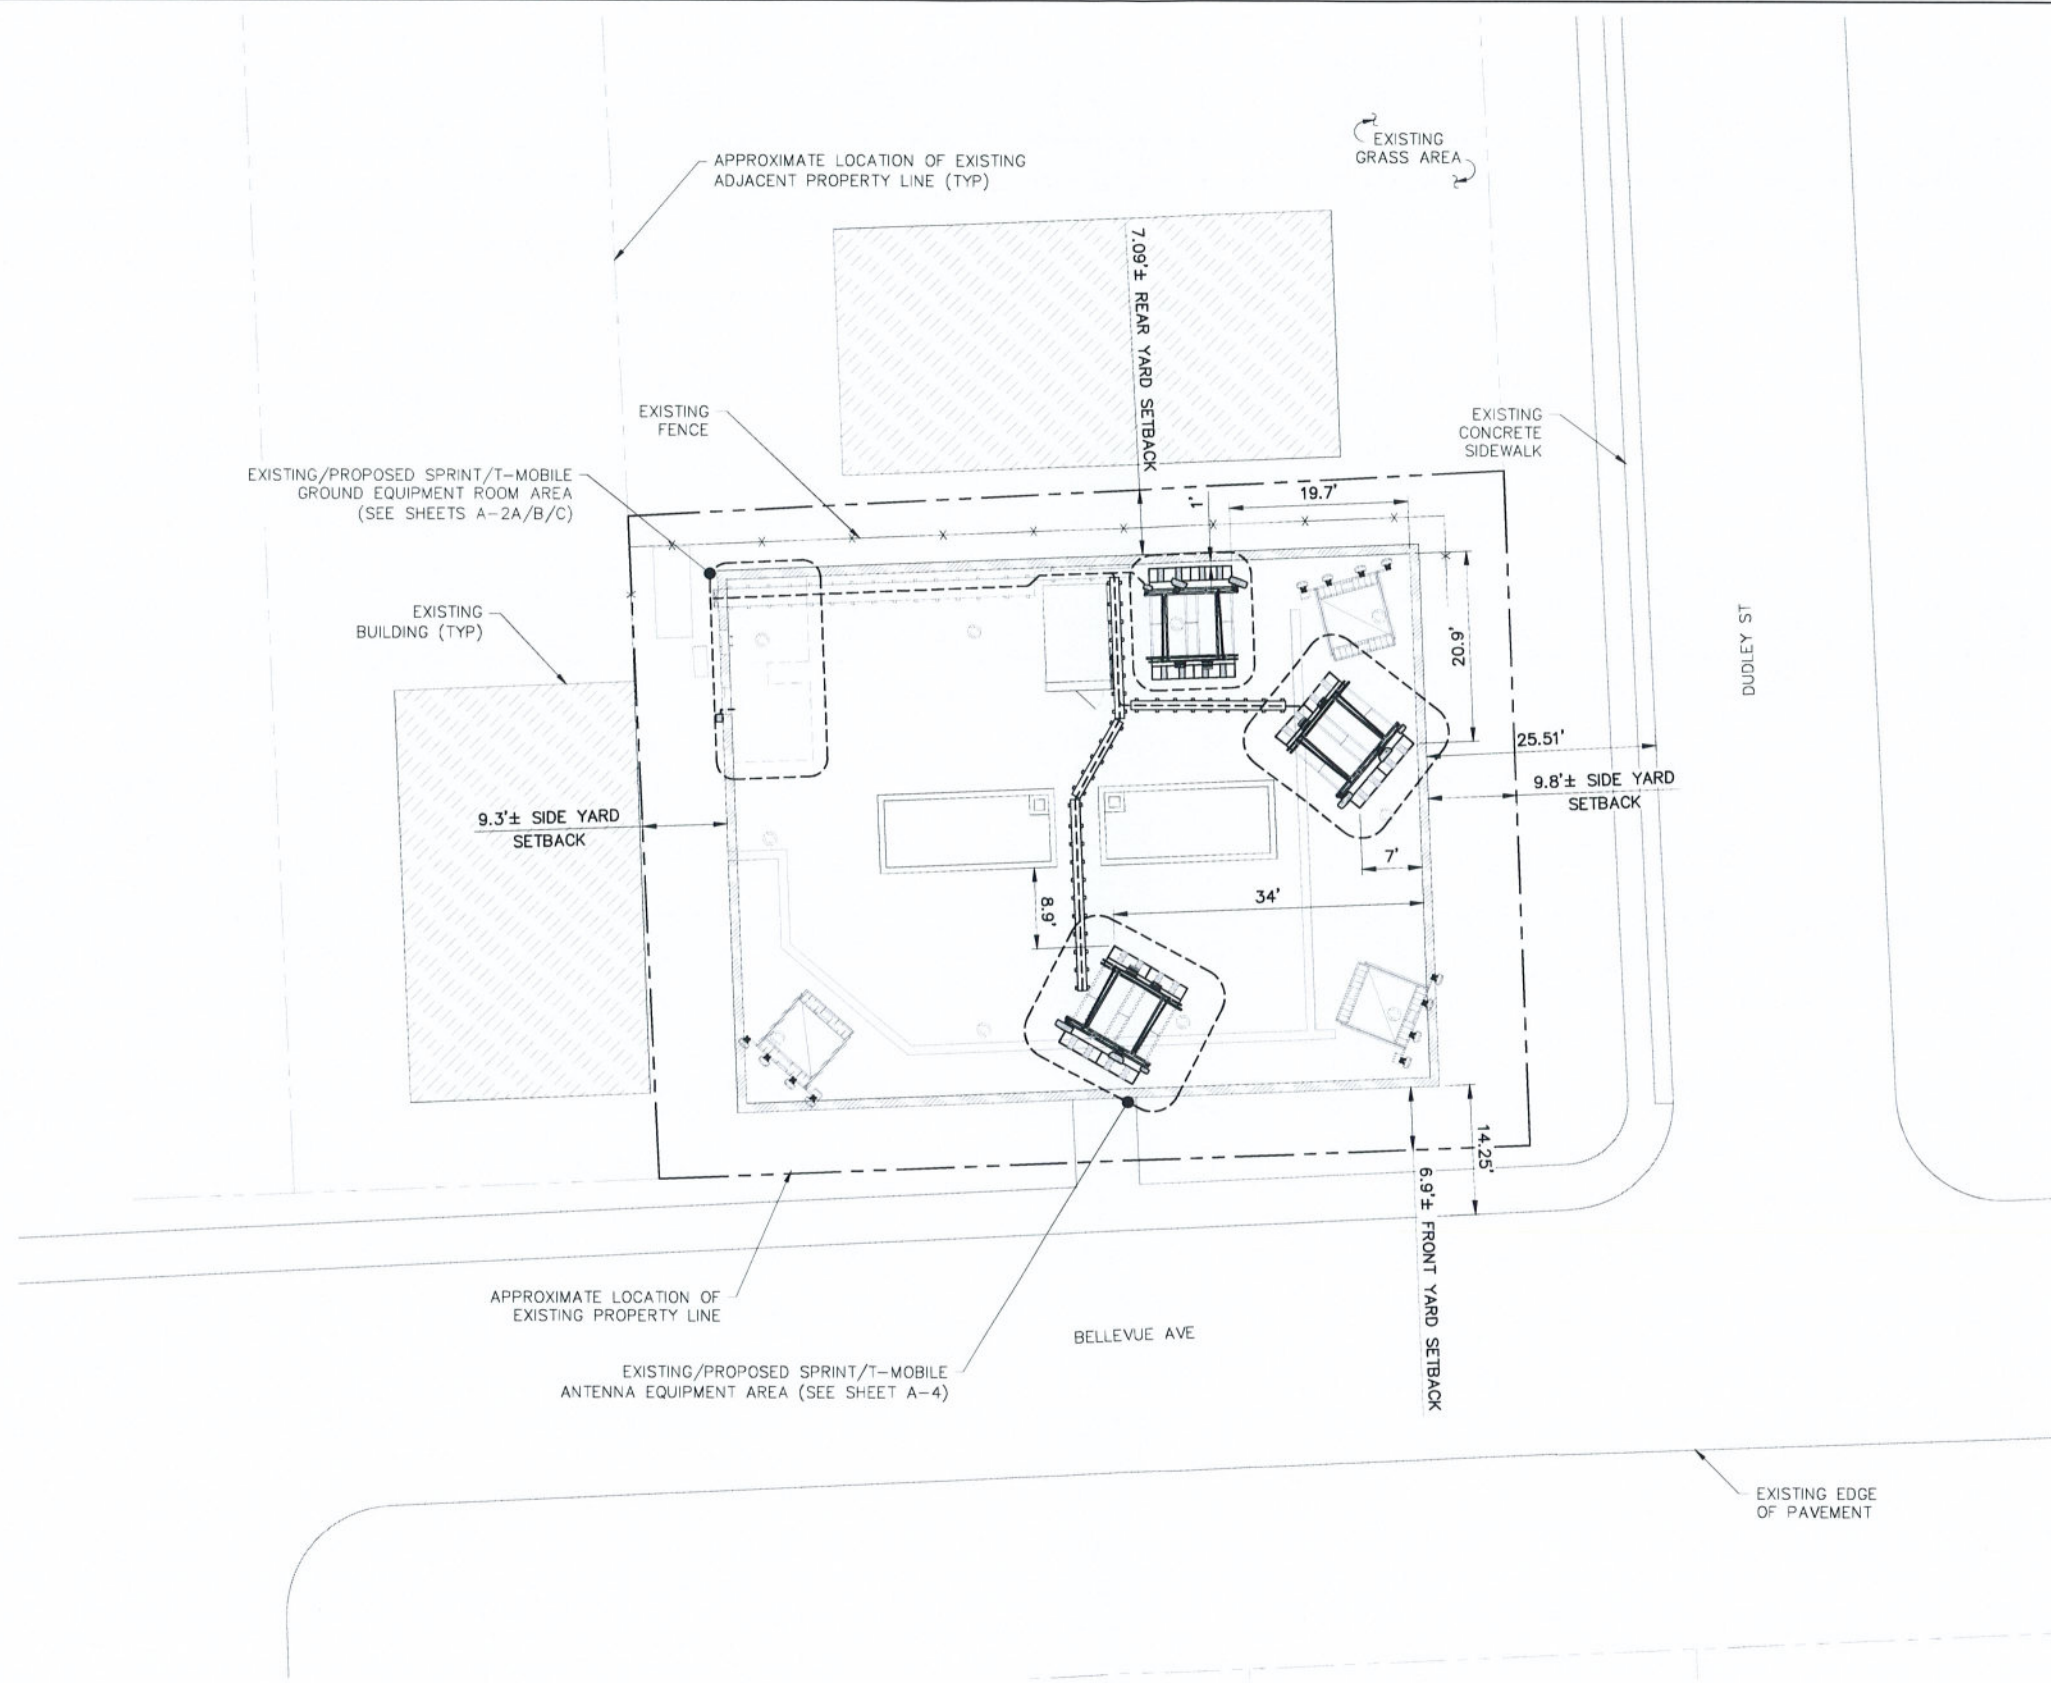 APPROXIMATE LOCATION OF EXISTING
ADJACENT PROPERTY LINE (TYP)
EXISTING
GRASS AREA
7.09'± REAR YARD SETBACK
EXISTING
FENCE
EXISTING
CONCRETE
SIDEWALK
EXISTING/PROPOSED SPRINT/T-MOBILE
GROUND EQUIPMENT ROOM AREA
(SEE SHEETS A-2A/B/C)
1'
19.7'
EXISTING
BUILDING (TYP)
20.9'
DUDLEY ST
25.51'
9.8'± SIDE YARD
SETBACK
9.3'± SIDE YARD
SETBACK
7'
34'
8.9'
14.25'
6.9'± FRONT YARD SETBACK
APPROXIMATE LOCATION OF
EXISTING PROPERTY LINE
BELLEVUE AVE
EXISTING/PROPOSED SPRINT/T-MOBILE
ANTENNA EQUIPMENT AREA (SEE SHEET A-4)
EXISTING EDGE
OF PAVEMENT